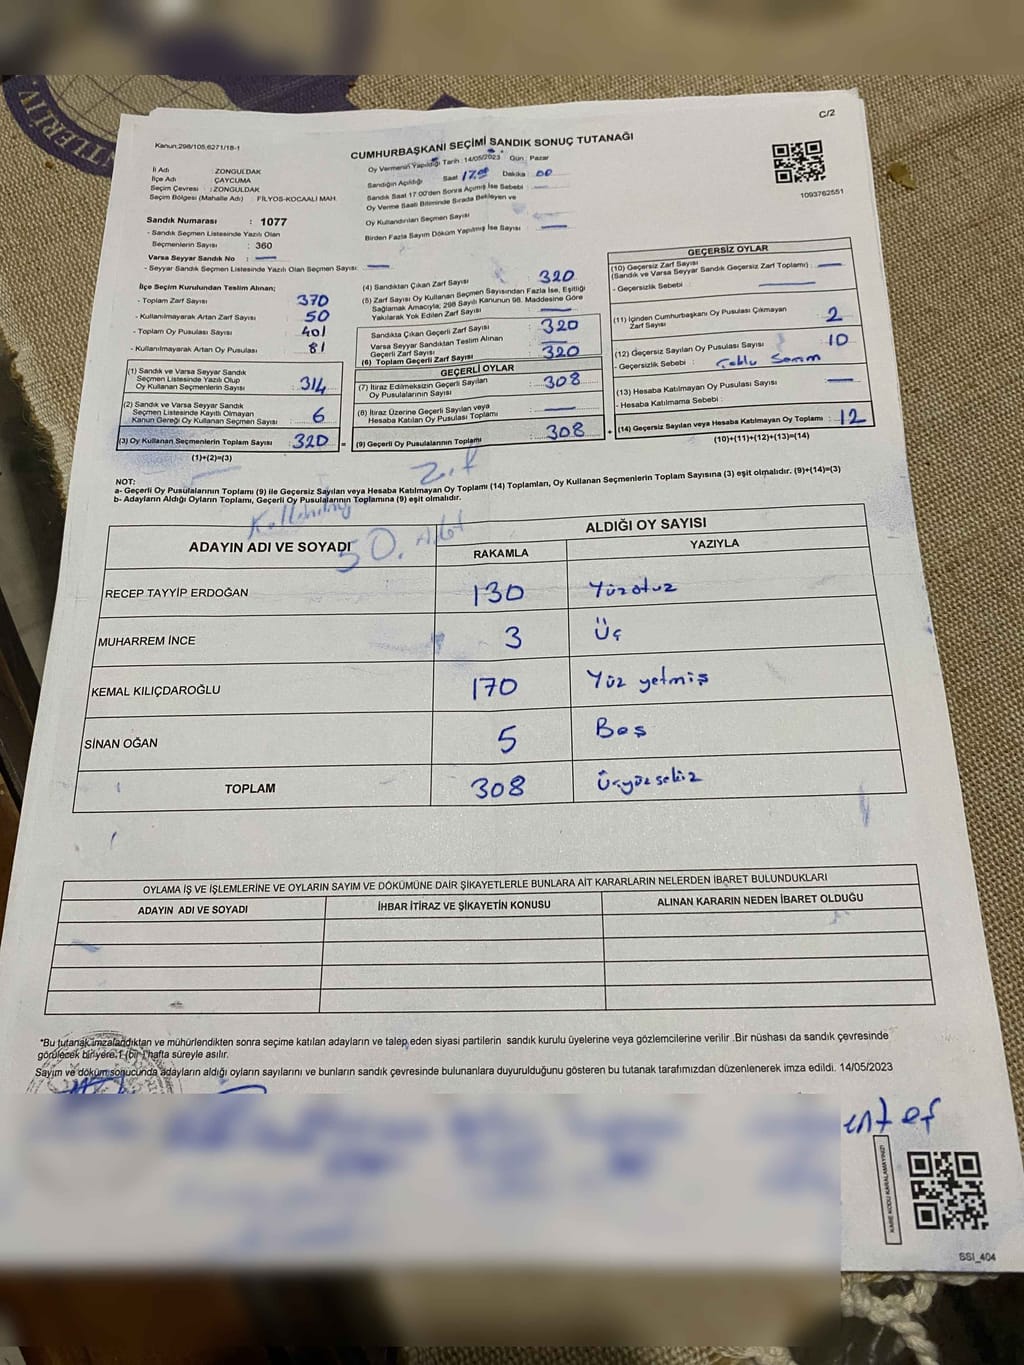 NTLERLIV.
C/2
Kanun:298/105,6271/18-1
CUMHURBAŞKANI SEÇİMİ SANDIK SONUÇ TUTANAĞI
Oy Vermenin Yapıldığı Tarih :14/05/2023 Gün : Pazar
İli Adı : ZONGULDAK
İlçe Adı : ÇAYCUMA
Seçim Çevresi : ZONGULDAK
Seçim Bölgesi (Mahalle Adı) : FİLYOS-KOCAALİ MAH.
Sandığın Açıldığı Saat 17.00 Dakika : 00
Sandık Saat 17:00'den Sonra Açılmış İse Sebebi :
Oy Verme Saati Bitiminde Sırada Bekleyen ve
Oy Kullandırılan Seçmen Sayısı :
Birden Fazla Sayım Döküm Yapılmış İse Sayısı :
1093762551
Sandık Numarası : 1077
- Sandık Seçmen Listesinde Yazılı Olan
Seçmenlerin Sayısı : 360
Varsa Seyyar Sandık No :
- Seyyar Sandık Seçmen Listesinde Yazılı Olan Seçmen Sayısı:
İlçe Seçim Kurulundan Teslim Alınan;
- Toplam Zarf Sayısı : 370
- Kullanılmayarak Artan Zarf Sayısı : 50
- Toplam Oy Pusulası Sayısı : 401
- Kullanılmayarak Artan Oy Pusulası : 81
(1) Sandık ve Varsa Seyyar Sandık
Seçmen Listesinde Yazılı Olup
Oy Kullanan Seçmenlerin Sayısı : 314
(2) Sandık ve Varsa Seyyar Sandık
Seçmen Listesinde Kayıtlı Olmayan
Kanun Gereği Oy Kullanan Seçmen Sayısı : 6
(3) Oy Kullanan Seçmenlerin Toplam Sayısı : 320 =
(1)+(2)=(3)
(4) Sandıktan Çıkan Zarf Sayısı : 320
(5) Zarf Sayısı Oy Kullanan Seçmen Sayısından Fazla İse, Eşitliği
Sağlamak Amacıyla; 298 Sayılı Kanunun 98. Maddesine Göre
Yakılarak Yok Edilen Zarf Sayısı :
Sandıkta Çıkan Geçerli Zarf Sayısı : 320
Varsa Seyyar Sandıktan Teslim Alınan
Geçerli Zarf Sayısı :
(6) Toplam Geçerli Zarf Sayısı : 320
GEÇERLİ OYLAR
(7) İtiraz Edilmeksizin Geçerli Sayılan
Oy Pusulalarının Sayısı : 308
(8) İtiraz Üzerine Geçerli Sayılan veya
Hesaba Katılan Oy Pusulası Toplamı :
(9) Geçerli Oy Pusulalarının Toplamı : 308 +
GEÇERSİZ OYLAR
(10) Geçersiz Zarf Sayısı
(Sandık ve Varsa Seyyar Sandık Geçersiz Zarf Toplamı) :
- Geçersizlik Sebebi :
(11) İçinden Cumhurbaşkanı Oy Pusulası Çıkmayan
Zarf Sayısı : 2
(12) Geçersiz Sayılan Oy Pusulası Sayısı : 10
- Geçersizlik Sebebi :
(13) Hesaba Katılmayan Oy Pusulası Sayısı :
- Hesaba Katılmama Sebebi :
(14) Geçersiz Sayılan veya Hesaba Katılmayan Oy Toplamı : 12
(10)+(11)+(12)+(13)=(14)
NOT:
a- Geçerli Oy Pusulalarının Toplamı (9) ile Geçersiz Sayılan veya Hesaba Katılmayan Oy Toplamı (14) Toplamları, Oy Kullanan Seçmenlerin Toplam Sayısına (3) eşit olmalıdır. (9)+(14)=(3)
b- Adayların Aldığı Oyların Toplamı, Geçerli Oy Pusulalarının Toplamına (9) eşit olmalıdır.
50. Adet
ADAYIN ADI VE SOYADI
ALDIĞI OY SAYISI
RAKAMLA YAZIYLA
RECEP TAYYİP ERDOĞAN 130 Yüzotuz
MUHARREM İNCE 3 Üç
KEMAL KILIÇDAROĞLU 170 Yüz yetmiş
SİNAN OĞAN 5 Beş
TOPLAM 308 Üçyüzsekiz
OYLAMA İŞ VE İŞLEMLERİNE VE OYLARIN SAYIM VE DÖKÜMÜNE DAİR ŞİKAYETLERLE BUNLARA AİT KARARLARIN NELERDEN İBARET BULUNDUKLARI
ADAYIN ADI VE SOYADI İHBAR İTİRAZ VE ŞİKAYETİN KONUSU ALINAN KARARIN NEDEN İBARET OLDUĞU
*Bu tutanak imzalandıktan ve mühürlendikten sonra seçime katılan adayların ve talep eden siyasi partilerin sandık kurulu üyelerine veya gözlemcilerine verilir .Bir nüshası da sandık çevresinde
görülecek bir yere 1 (bir ) hafta süreyle asılır.
Sayım ve döküm sonucunda adayların aldığı oyların sayılarını ve bunların sandık çevresinde bulunanlara duyurulduğunu gösteren bu tutanak tarafımızdan düzenlenerek imza edildi. 14/05/2023
KARE KODU KARALAMAYINIZ!
SSI_404